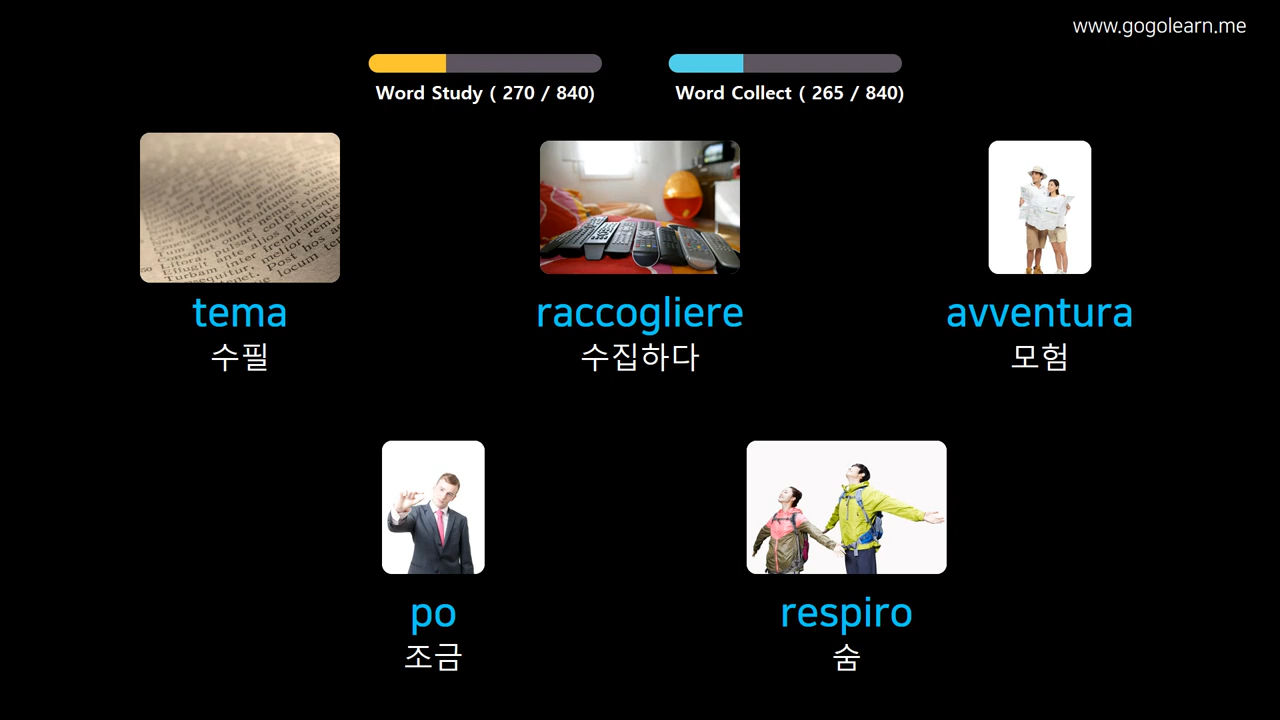 www.gogolearn.me
Word Study ( 270 / 840)
Word Collect ( 265 / 840)
tema
수필
raccogliere
수집하다
avventura
모험
po
조금
respiro
숨